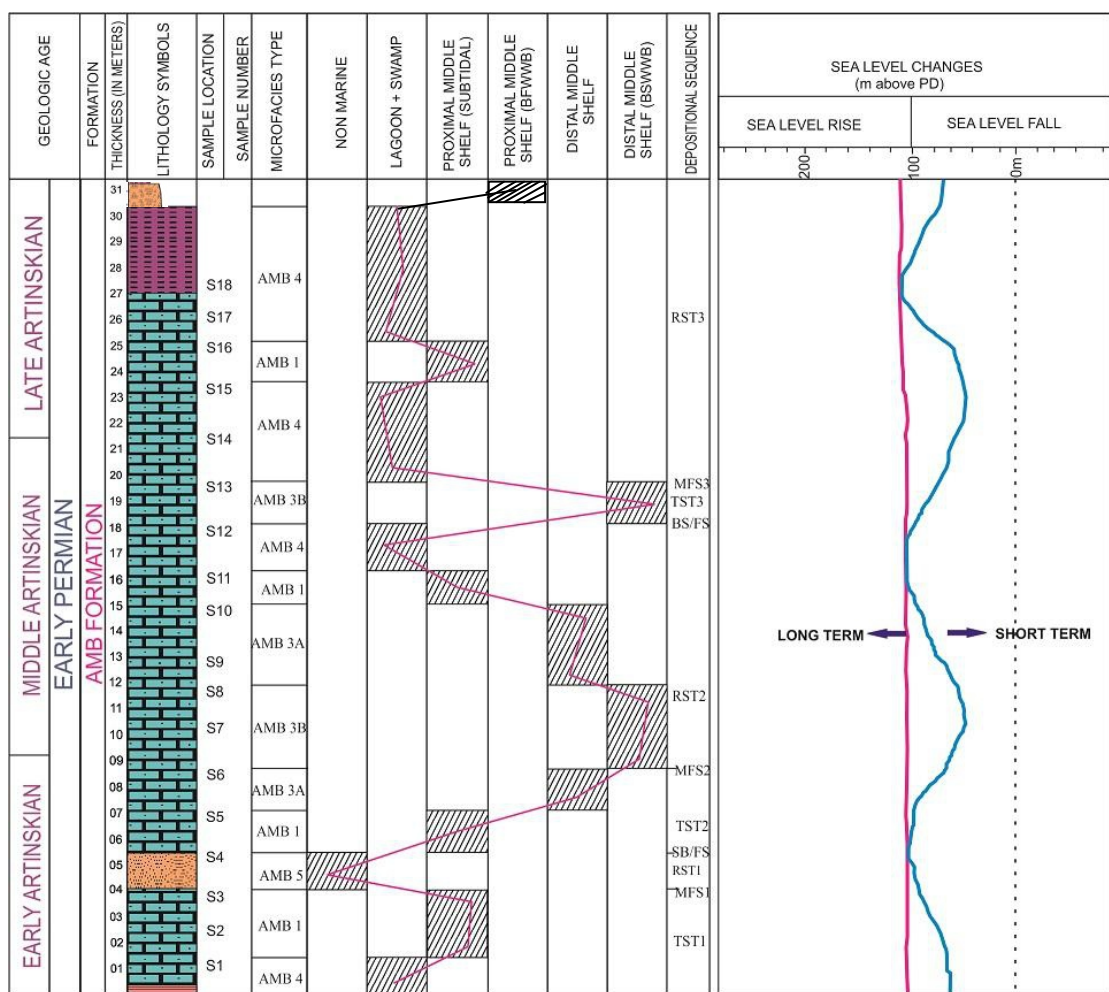 GEOLOGIC AGE
FORMATION
THICKNESS (IN METERS)
LITHOLOGY SYMBOLS
SAMPLE LOCATION
SAMPLE NUMBER
MICROFACIES TYPE
NON MARINE
LAGOON + SWAMP
PROXIMAL MIDDLE
SHELF (SUBTIDAL)
PROXIMAL MIDDLE
SHELF (BFWWB)
DISTAL MIDDLE
SHELF
DISTAL MIDDLE
SHELF (BSWWB)
DEPOSITIONAL SEQUENCE
SEA LEVEL CHANGES
(m above PD)
SEA LEVEL RISE
SEA LEVEL FALL
200
100
0m
LATE ARTINSKIAN
MIDDLE ARTINSKIAN
EARLY ARTINSKIAN
EARLY PERMIAN
AMB FORMATION
31
30
29
28
27
26
25
24
23
22
21
20
19
18
17
16
15
14
13
12
11
10
09
08
07
06
05
04
03
02
01
S18
S17
S16
S15
S14
S13
S12
S11
S10
S9
S8
S7
S6
S5
S4
S3
S2
S1
AMB 4
AMB 1
AMB 4
AMB 3B
AMB 4
AMB 1
AMB 3A
AMB 3B
AMB 3A
AMB 1
AMB 5
AMB 1
AMB 4
RST3
MFS3
TST3
BS/FS
RST2
MFS2
TST2
SB/FS
RST1
MFS1
TST1
LONG TERM
SHORT TERM